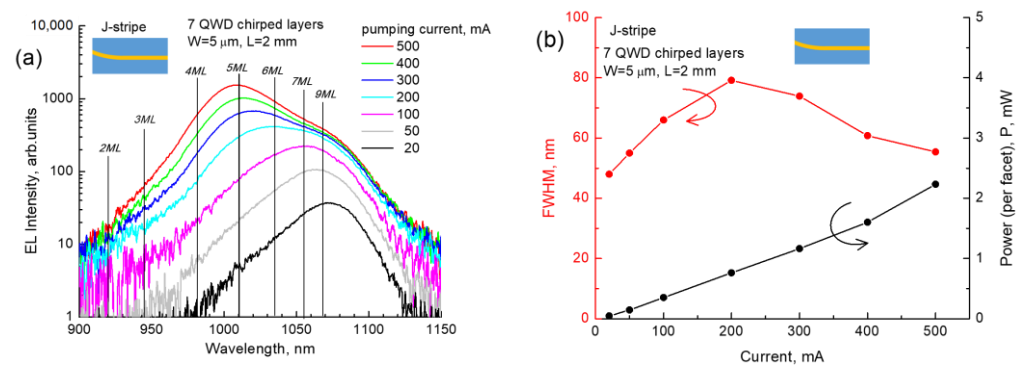 (a)
J-stripe
7 QWD chirped layers
W=5 μm, L=2 mm
pumping current, mA
500
400
300
200
100
50
20
2ML
3ML
4ML
5ML
6ML
7ML
9ML
EL Intensity, arb.units
10,000
1000
100
10
1
900
950
1000
1050
1100
1150
Wavelength, nm
(b)
J-stripe
7 QWD chirped layers
W=5 μm, L=2 mm
FWHM, nm
100
80
60
40
20
0
5
4
3
2
1
0
Power (per facet), P, mW
0
100
200
300
400
500
Current, mA